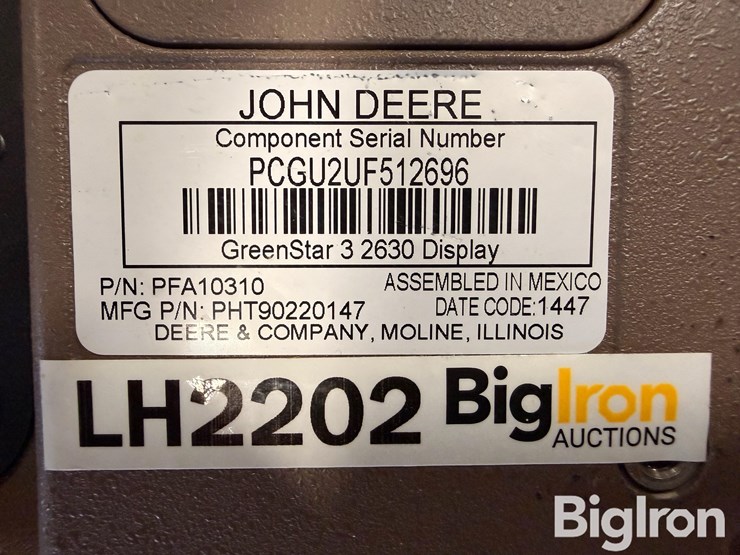 JOHN DEERE
Component Serial Number
PCGU2UF512696
GreenStar 3 2630 Display
P/N: PFA10310 ASSEMBLED IN MEXICO
MFG P/N: PHT90220147 DATE CODE:1447
DEERE & COMPANY, MOLINE, ILLINOIS
LH2202 BigIron
AUCTIONS
BigIron